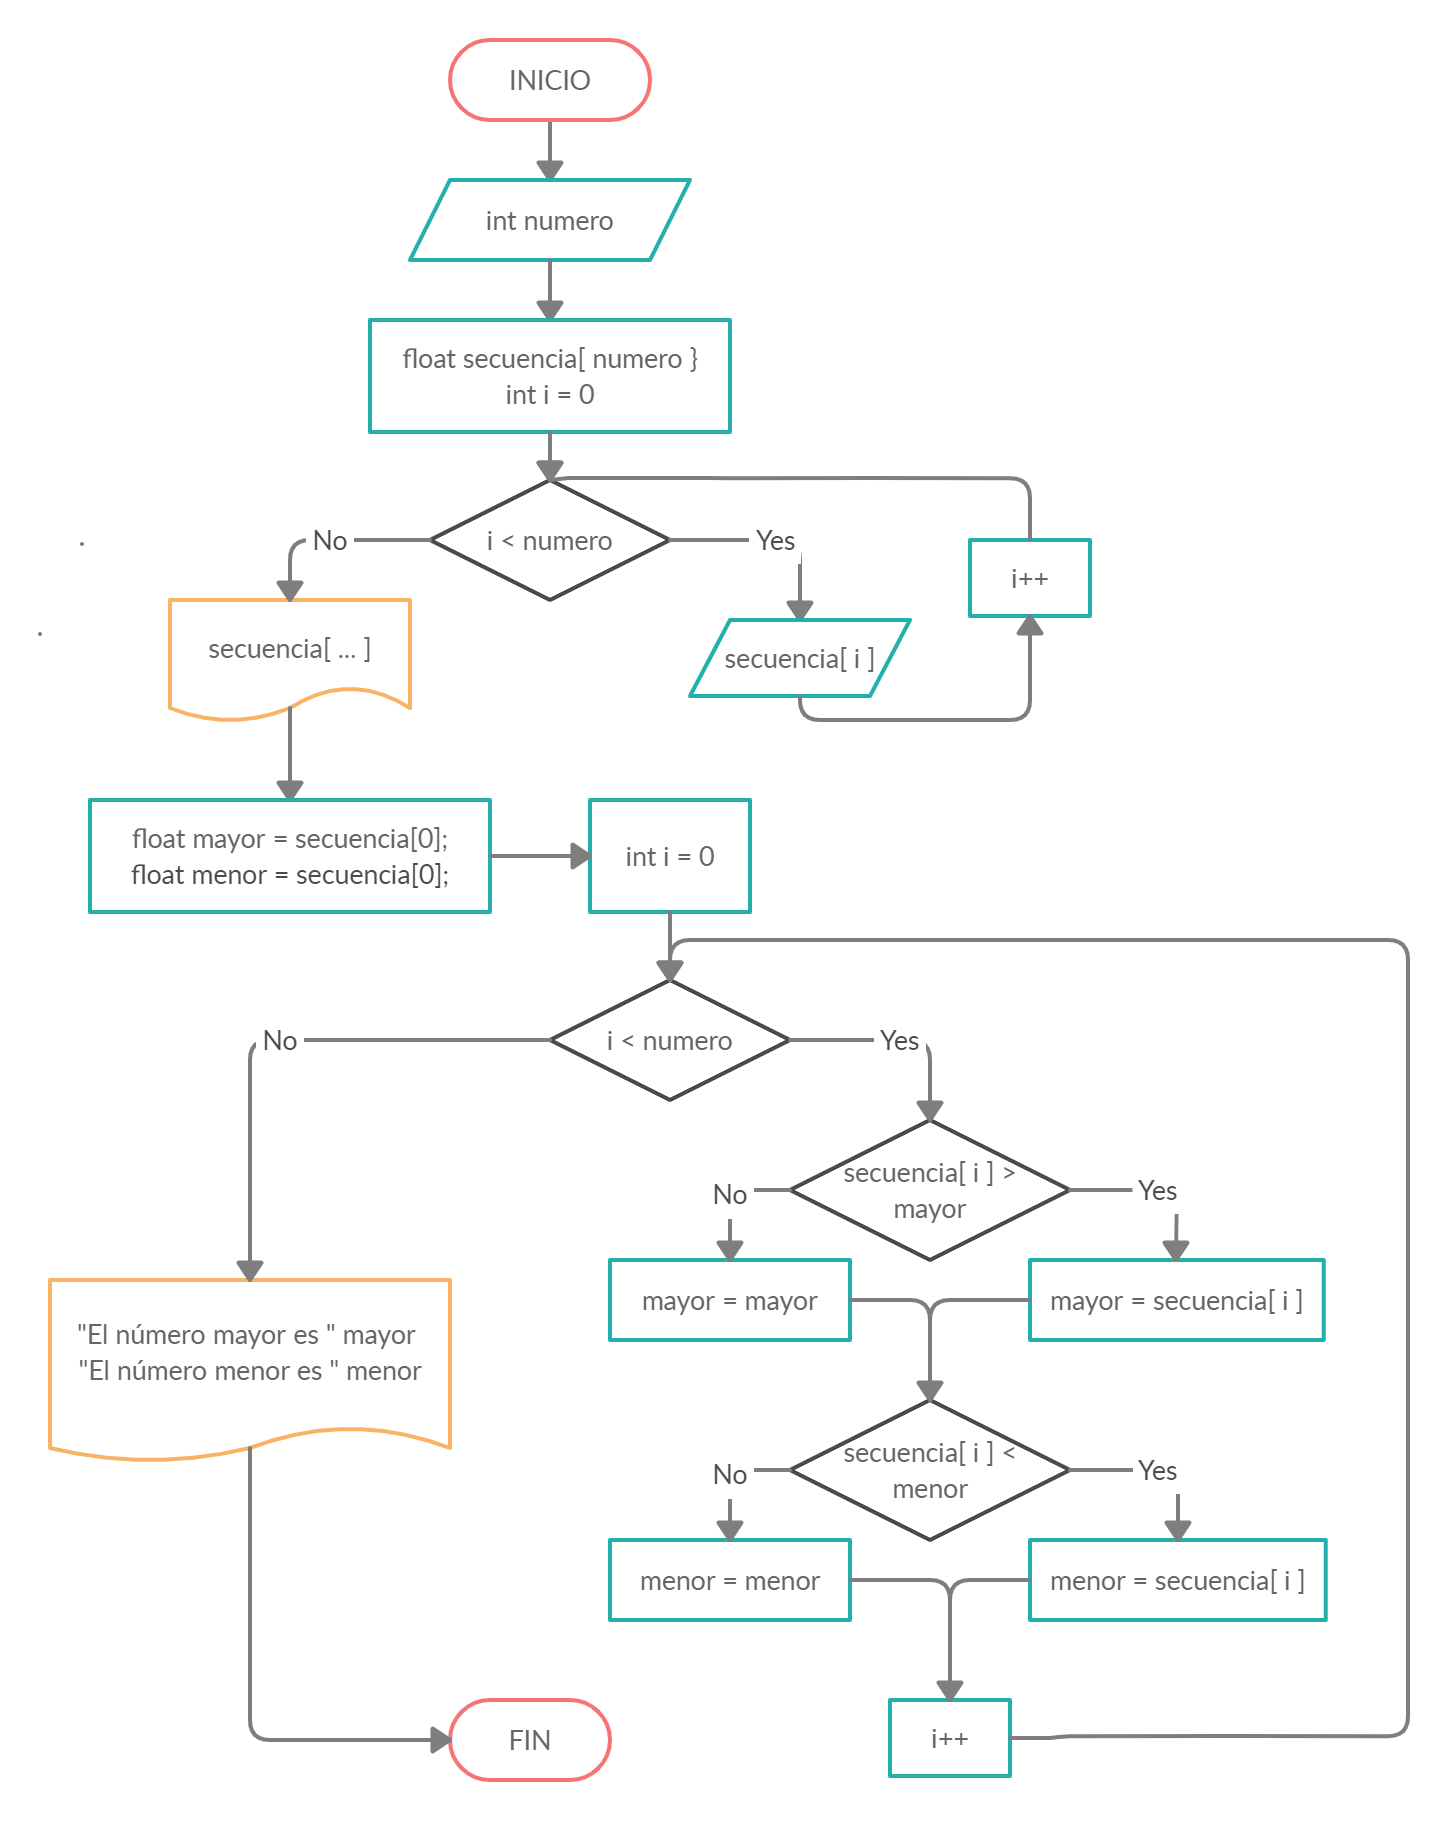 INICIO
int numero
float secuencia[ numero }
int i = 0
i < numero
No
Yes
i++
secuencia[ ... ]
secuencia[ i ]
float mayor = secuencia[0];
float menor = secuencia[0];
int i = 0
i < numero
No
Yes
secuencia[ i ] >
mayor
No
Yes
mayor = mayor
mayor = secuencia[ i ]
"El número mayor es " mayor
"El número menor es " menor
secuencia[ i ] <
menor
No
Yes
menor = menor
menor = secuencia[ i ]
i++
FIN